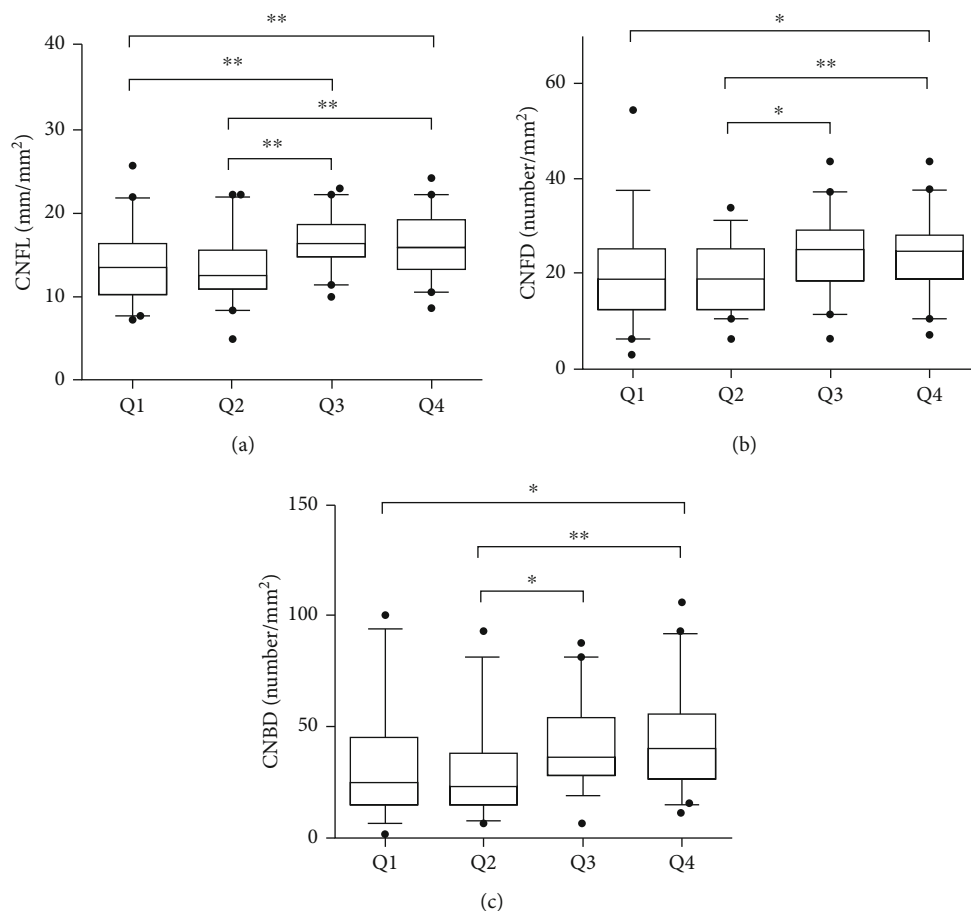 **
**
**
**
40
30
20
10
0
CNFL (mm/mm²)
Q1 Q2 Q3 Q4
(a)
*
**
*
60
40
20
0
CNFD (number/mm²)
Q1 Q2 Q3 Q4
(b)
*
**
*
150
100
50
0
CNBD (number/mm²)
Q1 Q2 Q3 Q4
(c)